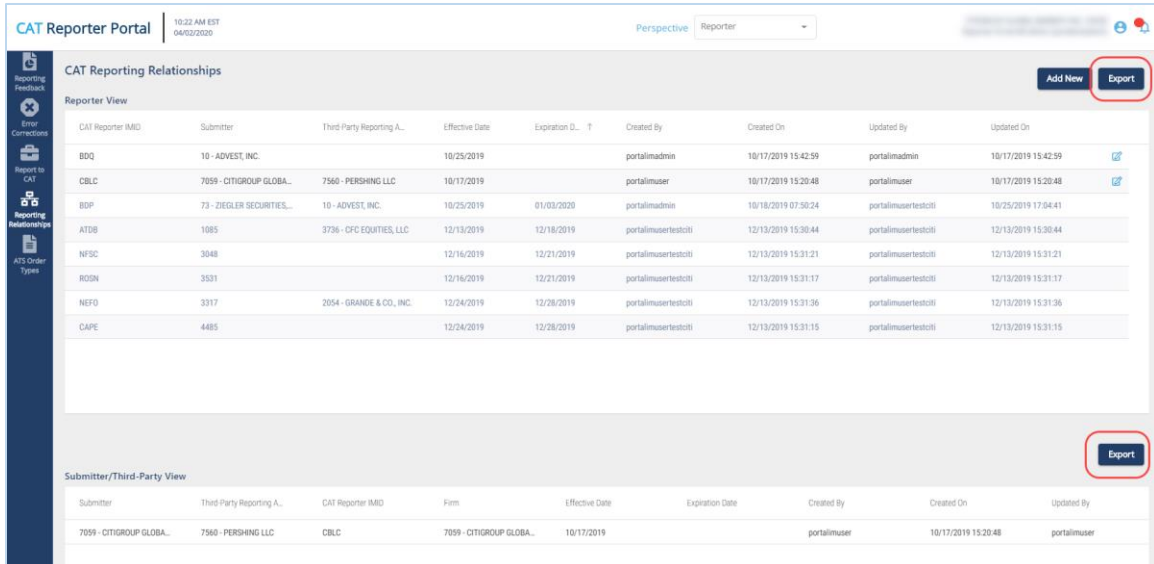 CAT Reporter Portal 10:22 AM EST
04/02/2020
Perspective Reporter
Reporting
Feedback
Error
Corrections
Report to
CAT
Reporting
Relationships
ATS Order
Types
CAT Reporting Relationships
Add New Export
Reporter View
CAT Reporter IMID Submitter Third-Party Reporting A... Effective Date Expiration D... ↑ Created By Created On Updated By Updated On
BDQ 10 - ADVEST, INC. 10/25/2019 portalimadmin 10/17/2019 15:42:59 portalimadmin 10/17/2019 15:42:59
CBLC 7059 - CITIGROUP GLOBA... 7560 - PERSHING LLC 10/17/2019 portalimuser 10/17/2019 15:20:48 portalimuser 10/17/2019 15:20:48
BDP 73 - ZIEGLER SECURITIES,... 10 - ADVEST, INC. 10/25/2019 01/03/2020 portalimadmin 10/18/2019 07:50:24 portalimusertestciti 10/25/2019 17:04:41
ATDB 1085 3736 - CFC EQUITIES, LLC 12/13/2019 12/18/2019 portalimusertestciti 12/13/2019 15:30:44 portalimusertestciti 12/13/2019 15:30:44
NFSC 3048 12/16/2019 12/21/2019 portalimusertestciti 12/13/2019 15:31:21 portalimusertestciti 12/13/2019 15:31:21
ROSN 3531 12/16/2019 12/21/2019 portalimusertestciti 12/13/2019 15:31:17 portalimusertestciti 12/13/2019 15:31:17
NEFO 3317 2054 - GRANDE & CO., INC. 12/24/2019 12/28/2019 portalimusertestciti 12/13/2019 15:31:36 portalimusertestciti 12/13/2019 15:31:36
CAPE 4485 12/24/2019 12/28/2019 portalimusertestciti 12/13/2019 15:31:15 portalimusertestciti 12/13/2019 15:31:15
Export
Submitter/Third-Party View
Submitter Third-Party Reporting A... CAT Reporter IMID Firm Effective Date Expiration Date Created By Created On Updated By
7059 - CITIGROUP GLOBA... 7560 - PERSHING LLC CBLC 7059 - CITIGROUP GLOBA... 10/17/2019 portalimuser 10/17/2019 15:20:48 portalimuser